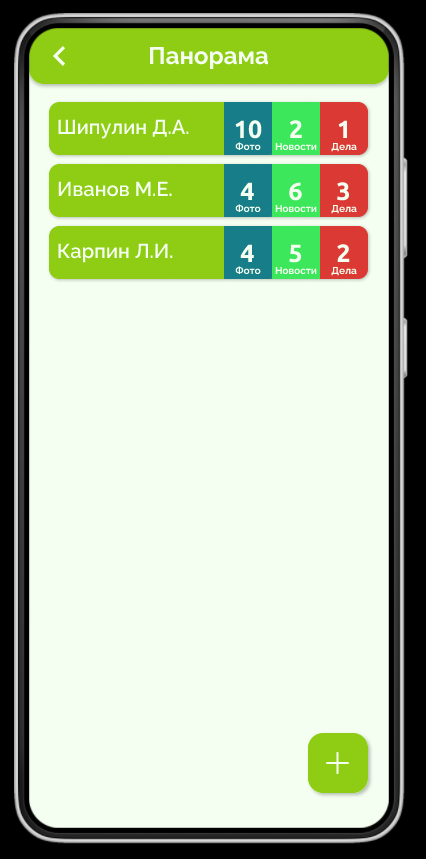 Панорама
Шипулин Д.А.
10
2
1
Фото
Новости
Дела
Иванов М.Е.
4
6
3
Фото
Новости
Дела
Карпин Л.И.
4
5
2
Фото
Новости
Дела